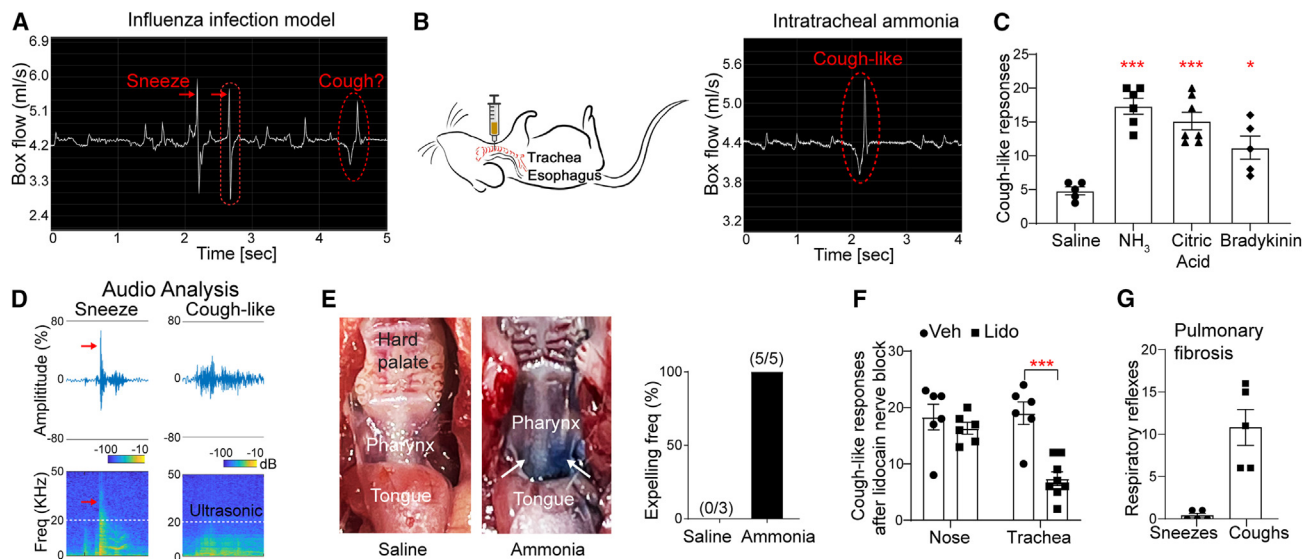 A
Influenza infection model
Box flow (ml/s)
6.9
6.0
5.1
4.2
3.3
2.4
Sneeze
Cough?
0 1 2 3 4 5
Time [sec]
B
Intratracheal ammonia
Trachea
Esophagus
Box flow (ml/s)
5.6
5.0
4.4
3.8
3.2
Cough-like
0 1 2 3 4
Time [sec]
C
Cough-like repsonses
25
20
15
10
5
0
*** *** *
Saline NH3 Citric Acid Bradykinin
D
Audio Analysis
Sneeze Cough-like
Ampltitude (%)
80 80
0 0
-80 -80
-100 -10 -100 -10
dB
Freq (KHz)
50 50
20 20
0 0
Ultrasonic
E
Hard
palate
Pharynx
Tongue
Saline
Pharynx
Tongue
Ammonia
Expelling freq (%)
100
50
0
(0/3) (5/5)
Saline Ammonia
F
Veh Lido
Cough-like responses
after lidocain nerve block
30
20
10
0
***
Nose Trachea
G
Pulmonary
fibrosis
Respiratory reflexes
20
15
10
5
0
Sneezes Coughs